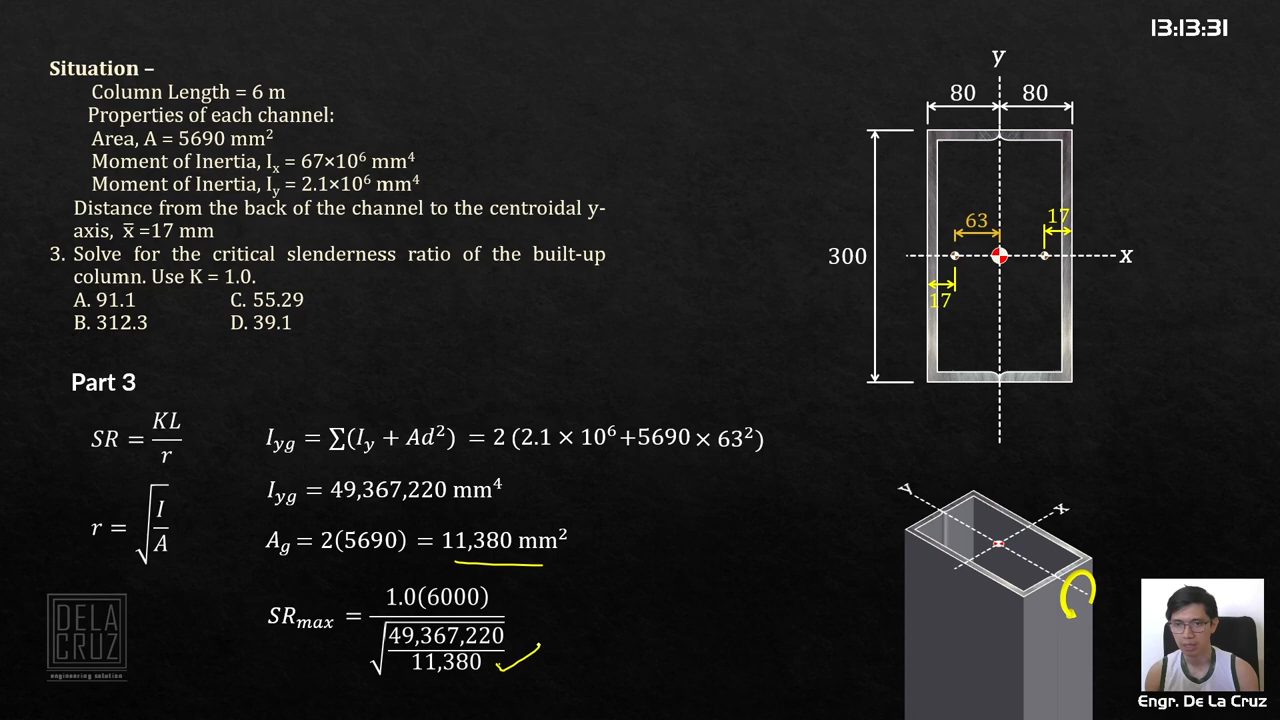 13:13:31
Situation –
Column Length = 6 m
Properties of each channel:
Area, A = 5690 mm²
Moment of Inertia, Iₓ = 67×10⁶ mm⁴
Moment of Inertia, I_y = 2.1×10⁶ mm⁴
Distance from the back of the channel to the centroidal y-
axis, x̅ =17 mm
3. Solve for the critical slenderness ratio of the built-up
column. Use K = 1.0.
A. 91.1 C. 55.29
B. 312.3 D. 39.1
y
80 80
300
63
17
17
x
Part 3
SR = KL/r
r = √(I/A)
I_yg = ∑(I_y + Ad²) = 2 (2.1 × 10⁶+5690 × 63²)
I_yg = 49,367,220 mm⁴
A_g = 2(5690) = 11,380 mm²
SR_max = 1.0(6000) / √(49,367,220/11,380)
y
x
DELA
CRUZ
engineering solution
Engr. De La Cruz